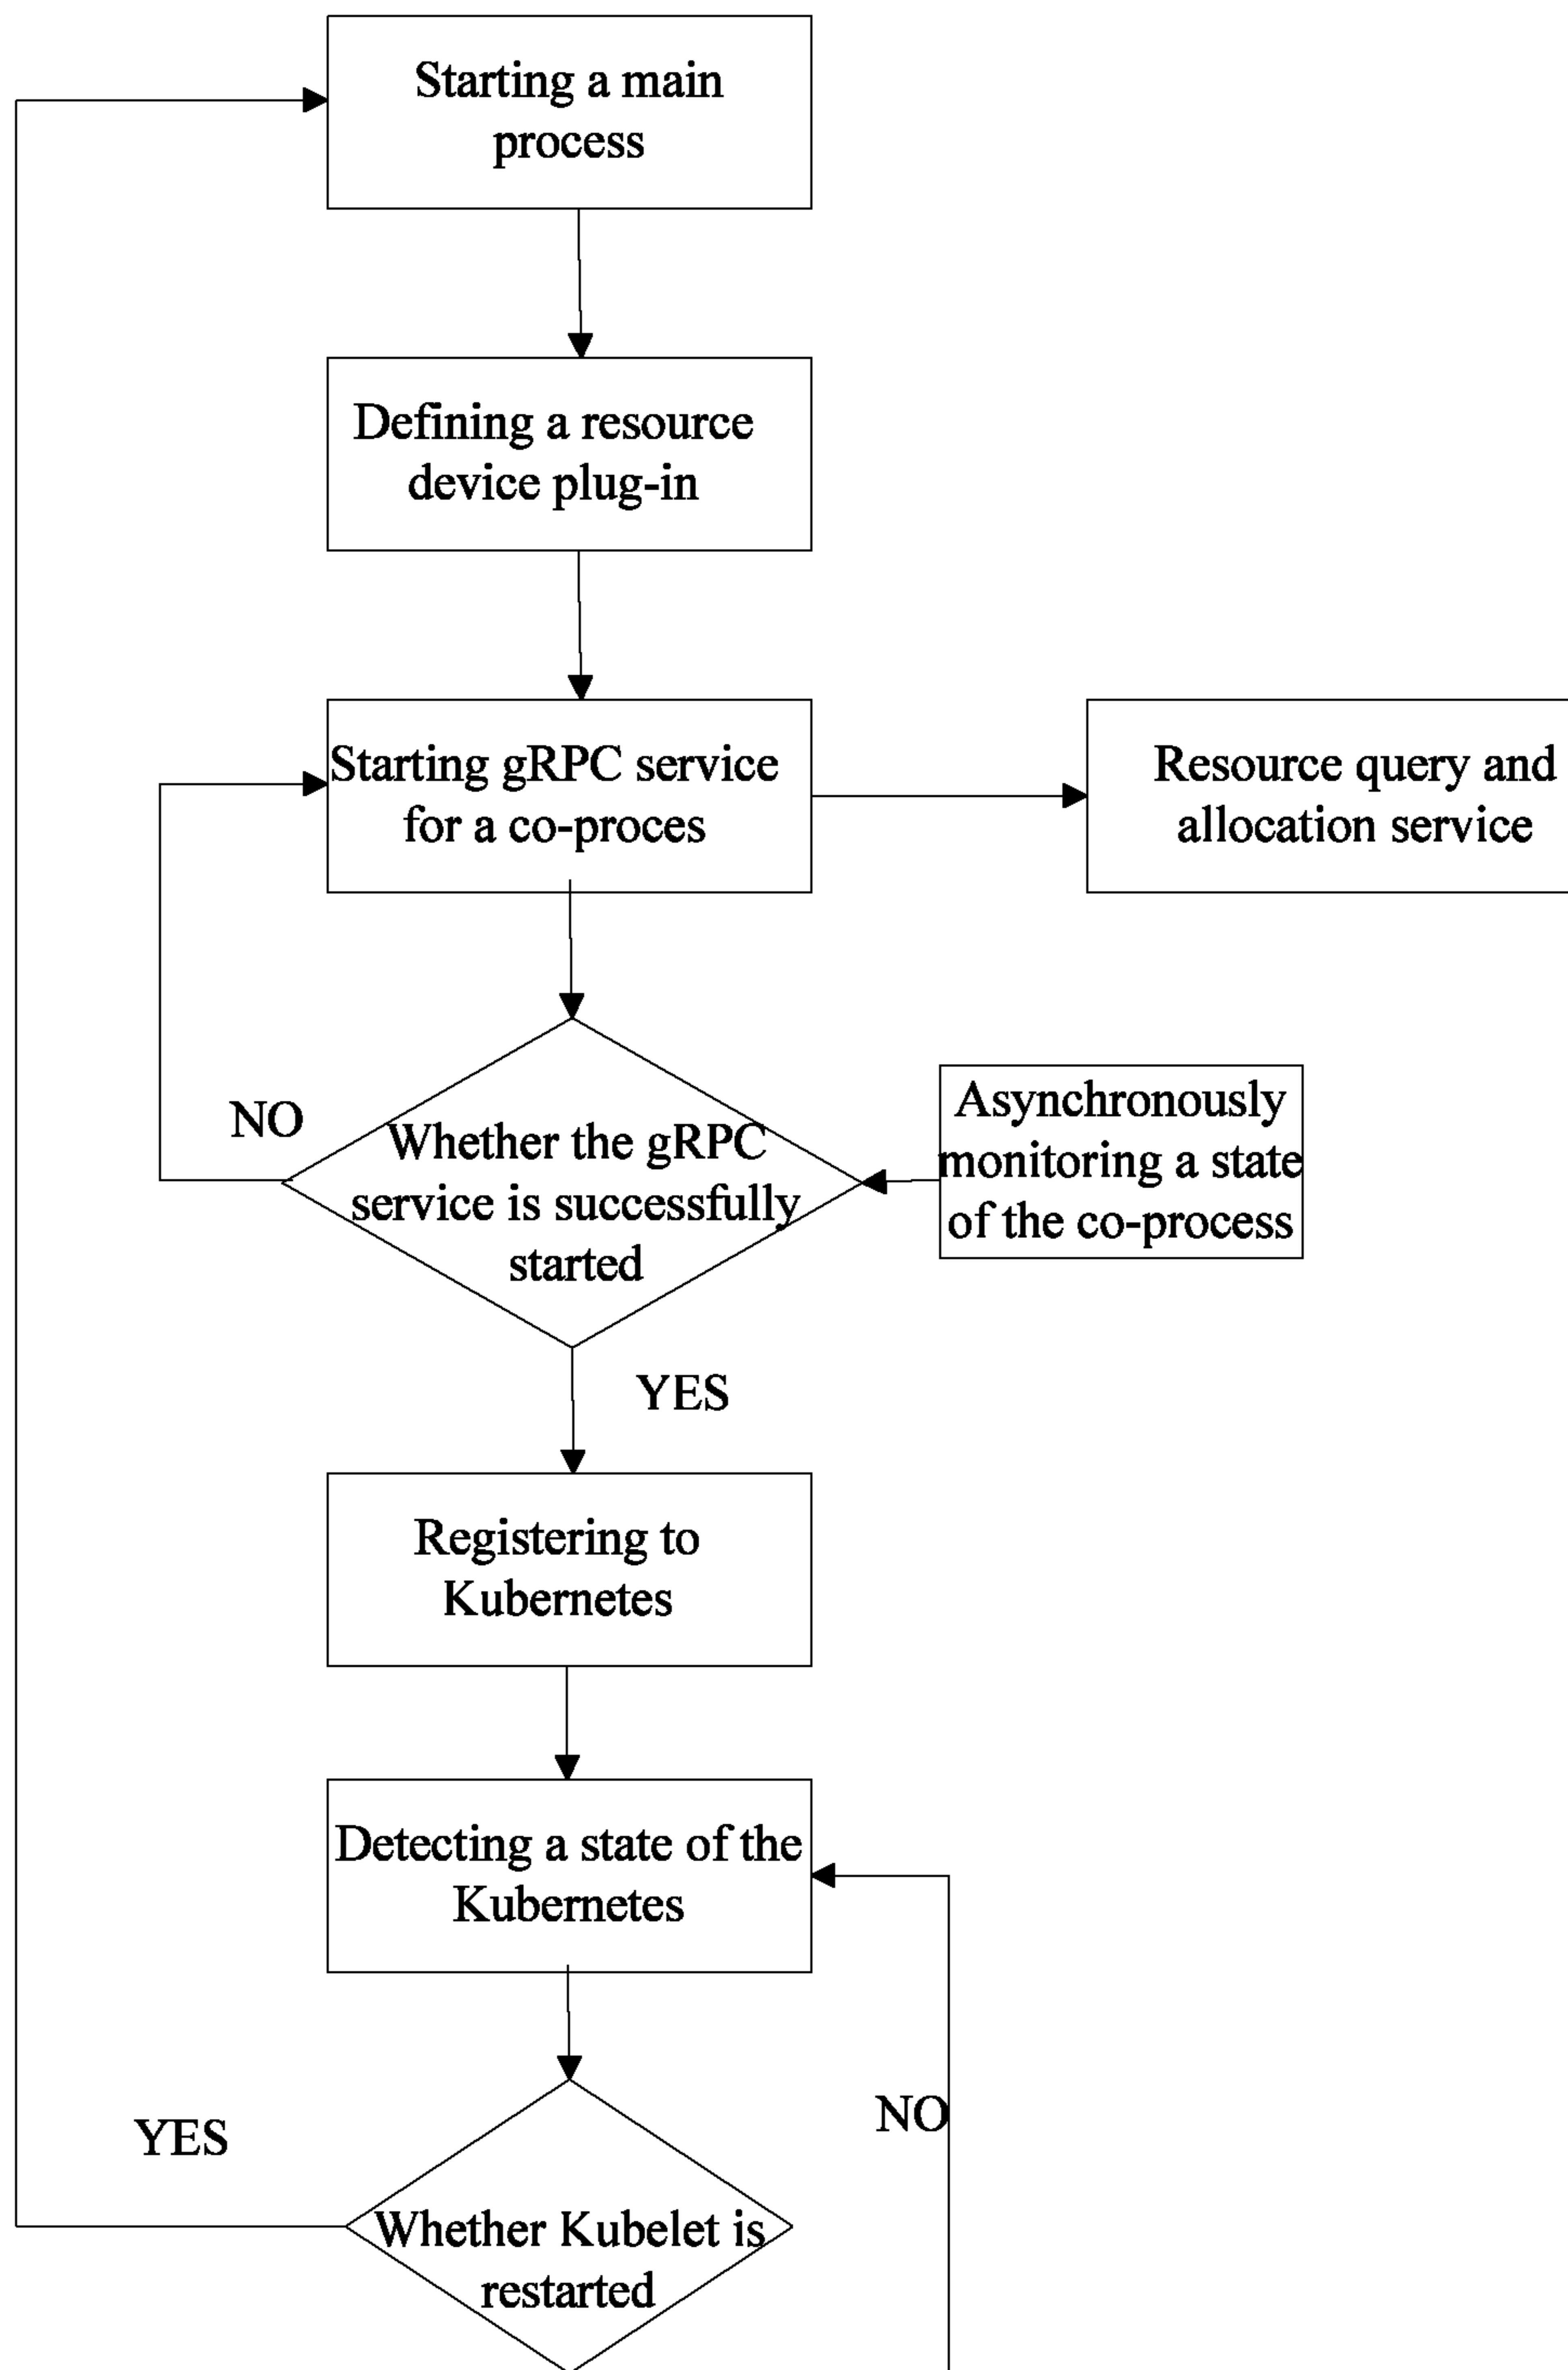 Starting a main
process
Defining a resource
device plug-in
Starting gRPC service
for a co-proces
Resource query and
allocation service
NO
Whether the gRPC
service is successfully
started
Asynchronously
monitoring a state
of the co-process
YES
Registering to
Kubernetes
Detecting a state of the
Kubernetes
NO
YES
Whether Kubelet is
restarted